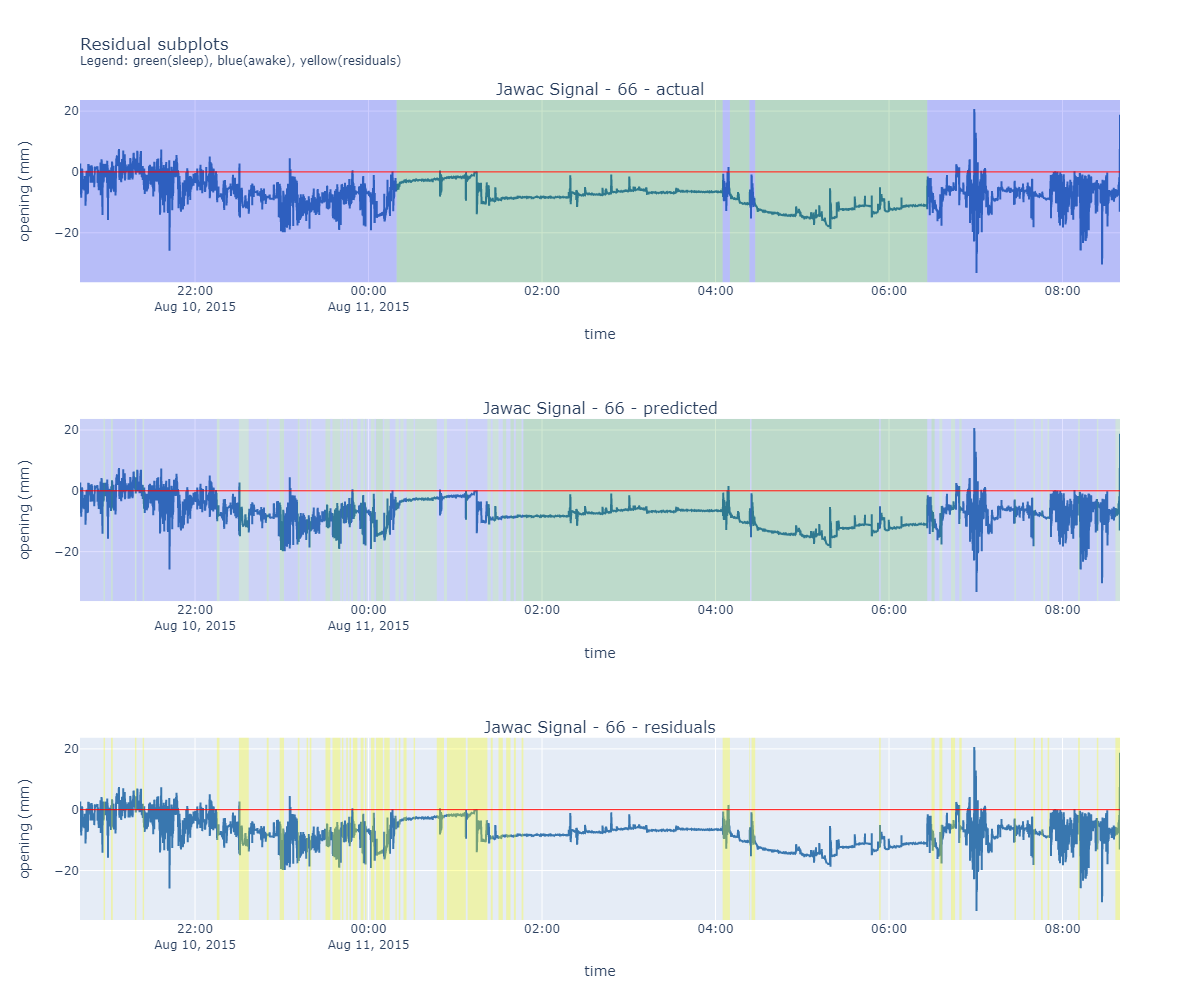 Residual subplots
Legend: green(sleep), blue(awake), yellow(residuals)
Jawac Signal - 66 - actual
20
0
−20
opening (mm)
22:00
Aug 10, 2015
00:00
Aug 11, 2015
02:00
04:00
06:00
08:00
time
Jawac Signal - 66 - predicted
20
0
−20
opening (mm)
22:00
Aug 10, 2015
00:00
Aug 11, 2015
02:00
04:00
06:00
08:00
time
Jawac Signal - 66 - residuals
20
0
−20
opening (mm)
22:00
Aug 10, 2015
00:00
Aug 11, 2015
02:00
04:00
06:00
08:00
time